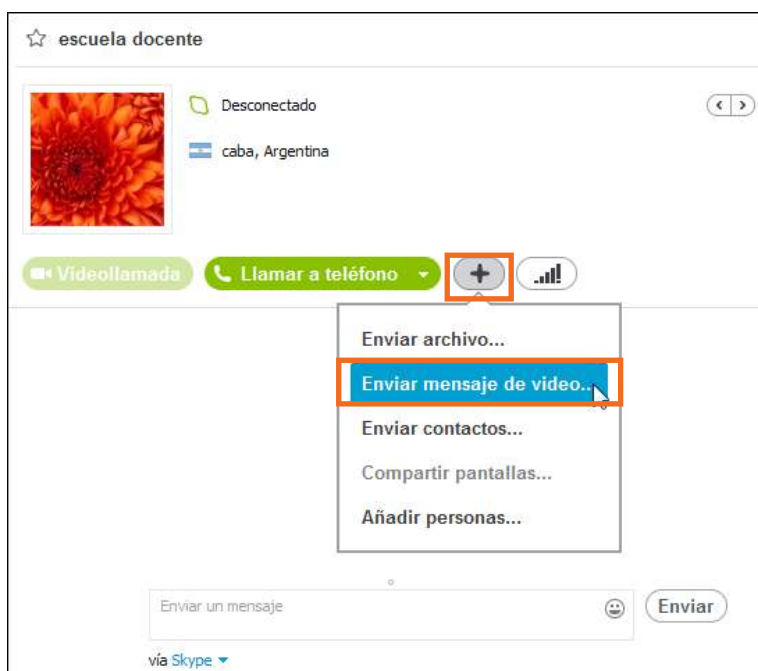 escuela docente
Desconectado
caba, Argentina
Videollamada
Llamar a teléfono
Enviar archivo...
Enviar mensaje de video...
Enviar contactos...
Compartir pantallas...
Añadir personas...
Enviar un mensaje
Enviar
vía Skype